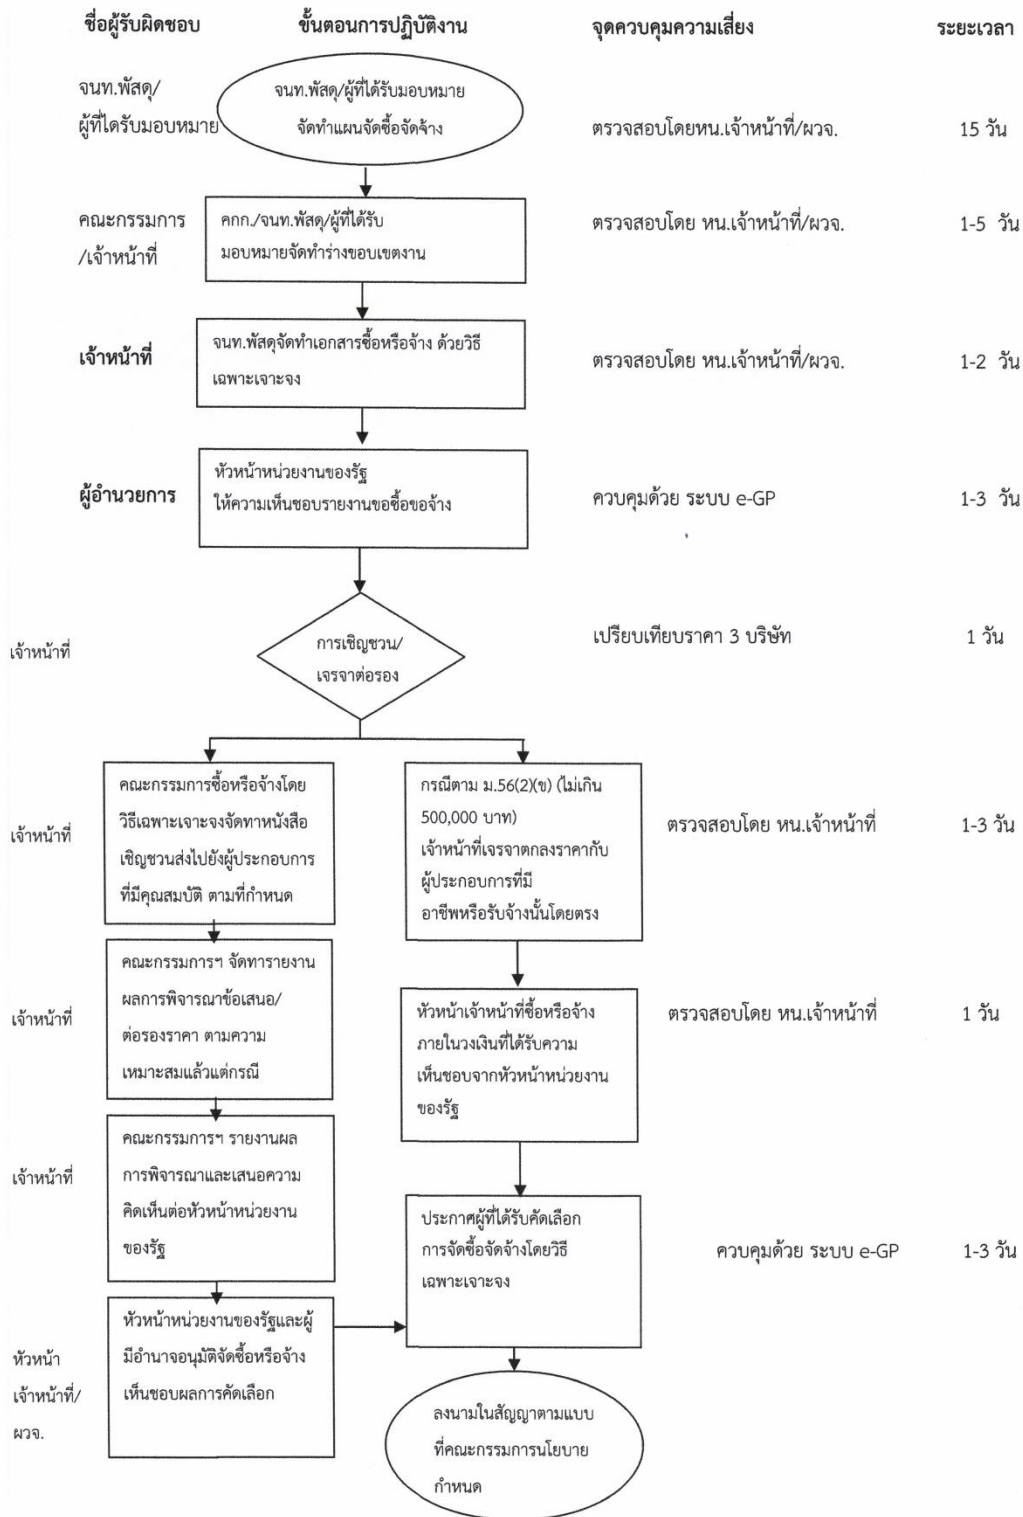 ชื่อผู้รับผิดชอบ ขั้นตอนการปฏิบัติงาน จุดควบคุมความเสี่ยง ระยะเวลา
จนท.พัสดุ/
ผู้ที่ได้รับมอบหมาย
จนท.พัสดุ/ผู้ที่ได้รับมอบหมาย
จัดทำแผนจัดซื้อจัดจ้าง
ตรวจสอบโดยหน.เจ้าหน้าที่/ผวจ. 15 วัน
คณะกรรมการ
/เจ้าหน้าที่
คกก./จนท.พัสดุ/ผู้ที่ได้รับ
มอบหมายจัดทำร่างขอบเขตงาน
ตรวจสอบโดย หน.เจ้าหน้าที่/ผวจ. 1-5 วัน
เจ้าหน้าที่
จนท.พัสดุจัดทำเอกสารซื้อหรือจ้าง ด้วยวิธี
เฉพาะเจาะจง
ตรวจสอบโดย หน.เจ้าหน้าที่/ผวจ. 1-2 วัน
ผู้อำนวยการ
หัวหน้าหน่วยงานของรัฐ
ให้ความเห็นชอบรายงานขอซื้อขอจ้าง
ควบคุมด้วย ระบบ e-GP 1-3 วัน
เจ้าหน้าที่
การเชิญชวน/
เจรจาต่อรอง
เปรียบเทียบราคา 3 บริษัท 1 วัน
เจ้าหน้าที่
คณะกรรมการซื้อหรือจ้างโดย
วิธีเฉพาะเจาะจงจัดทาหนังสือ
เชิญชวนส่งไปยังผู้ประกอบการ
ที่มีคุณสมบัติ ตามที่กำหนด
กรณีตาม ม.56(2)(ข) (ไม่เกิน
500,000 บาท)
เจ้าหน้าที่เจรจาตกลงราคากับ
ผู้ประกอบการที่มี
อาชีพหรือรับจ้างนั้นโดยตรง
ตรวจสอบโดย หน.เจ้าหน้าที่ 1-3 วัน
เจ้าหน้าที่
คณะกรรมการฯ จัดทารายงาน
ผลการพิจารณาข้อเสนอ/
ต่อรองราคา ตามความ
เหมาะสมแล้วแต่กรณี
หัวหน้าเจ้าหน้าที่ซื้อหรือจ้าง
ภายในวงเงินที่ได้รับความ
เห็นชอบจากหัวหน้าหน่วยงาน
ของรัฐ
ตรวจสอบโดย หน.เจ้าหน้าที่ 1 วัน
เจ้าหน้าที่
คณะกรรมการฯ รายงานผล
การพิจารณาและเสนอความ
คิดเห็นต่อหัวหน้าหน่วยงาน
ของรัฐ
ประกาศผู้ที่ได้รับคัดเลือก
การจัดซื้อจัดจ้างโดยวิธี
เฉพาะเจาะจง
ควบคุมด้วย ระบบ e-GP 1-3 วัน
หัวหน้า
เจ้าหน้าที่/
ผวจ.
หัวหน้าหน่วยงานของรัฐและผู้
มีอำนาจอนุมัติจัดซื้อหรือจ้าง
เห็นชอบผลการคัดเลือก
ลงนามในสัญญาตามแบบ
ที่คณะกรรมการนโยบาย
กำหนด